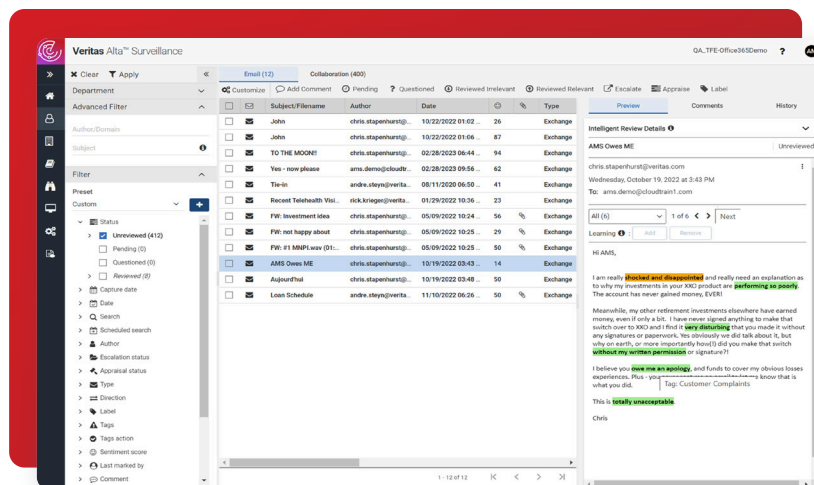 Veritas Alta™ Surveillance
QA_TFE-Office365Demo ?
Clear Apply
Department
Advanced Filter
Author/Domain
Subject
Filter
Preset
Custom
Status
Unreviewed (412)
Pending (0)
Questioned (0)
Reviewed (8)
Capture date
Date
Search
Scheduled search
Author
Escalation status
Appraisal status
Type
Direction
Label
Tags
Tags action
Sentiment score
Last marked by
Comment
Email (12) Collaboration (400)
Customize Add Comment Pending ? Questioned Reviewed Irrelevant Reviewed Relevant Escalate Appraise Label
Subject/Filename Author Date Type
John chris.stapenhurst@... 10/22/2022 01:02 ... 26 Exchange
John chris.stapenhurst@... 10/22/2022 01:06 ... 87 Exchange
TO THE MOON!!! chris.stapenhurst@... 02/28/2023 06:44 ... 94 Exchange
Yes - now please ams.demo@cloudtr... 02/28/2023 09:56 ... 62 Exchange
Tie-in andre.steyn@verita... 08/11/2020 06:50 ... 41 Exchange
Recent Telehealth Visi... rick.krieger@veritas... 01/29/2022 10:36 ... 23 Exchange
FW: Investment idea chris.stapenhurst@... 05/09/2022 10:24 ... 56 Exchange
FW: not happy about chris.stapenhurst@... 05/09/2022 10:25 ... 29 Exchange
FW: #1 MNPI.wav (01:... chris.stapenhurst@... 05/09/2022 10:25 ... 50 Exchange
AMS Owes ME chris.stapenhurst@... 10/19/2022 03:43 ... 14 Exchange
Aujourd'hui chris.stapenhurst@... 10/19/2022 03:48 ... 50 Exchange
Loan Schedule andre.steyn@verita... 11/10/2022 06:26 ... 50 Exchange
1 - 12 of 12
Preview Comments History
Intelligent Review Details
AMS Owes ME Unreviewed
chris.stapenhurst@veritas.com
Wednesday, October 19, 2022 at 3:43 PM
To: ams.demo@cloudtrain1.com
All (6) 1 of 6 Next
Learning : Add Remove
Hi AMS,
I am really shocked and disappointed and really need an explanation as
to why my investments in your XXO product are performing so poorly.
The account has never gained money, EVER!
Meanwhile, my other retirement investments elsewhere have earned
money, even if only a bit. I have never signed anything to make that
switch over to XXO and I find it very disturbing that you made it without
any signatures or paperwork. Yes obviously we did talk about it, but
why on earth, or more importantly how(!) did you make that switch
without my written permission or signature?!
I believe you owe me an apology, and funds to cover my obvious losses
experiences. Plus - you know that is
what you did. Tag: Customer Complaints
This is totally unacceptable.
Chris